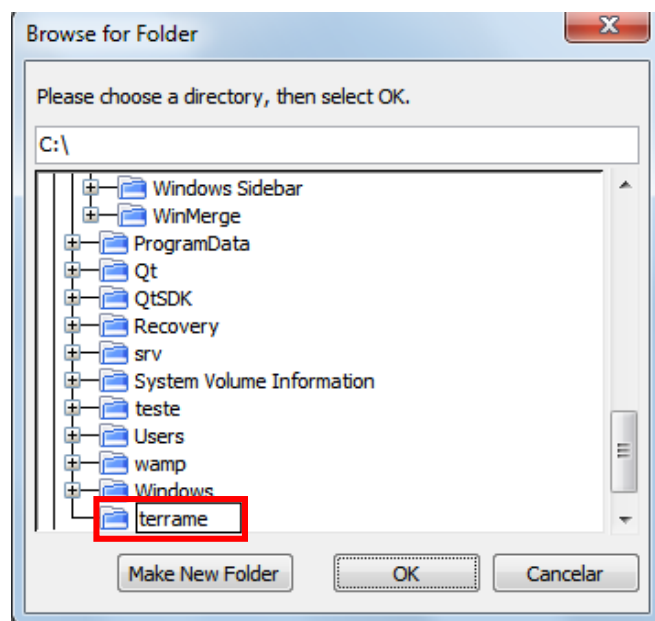 Browse for Folder
Please choose a directory, then select OK.
C:\
Windows Sidebar
WinMerge
ProgramData
Qt
QtSDK
Recovery
srv
System Volume Information
teste
Users
wamp
Windows
terrame
Make New Folder OK Cancelar